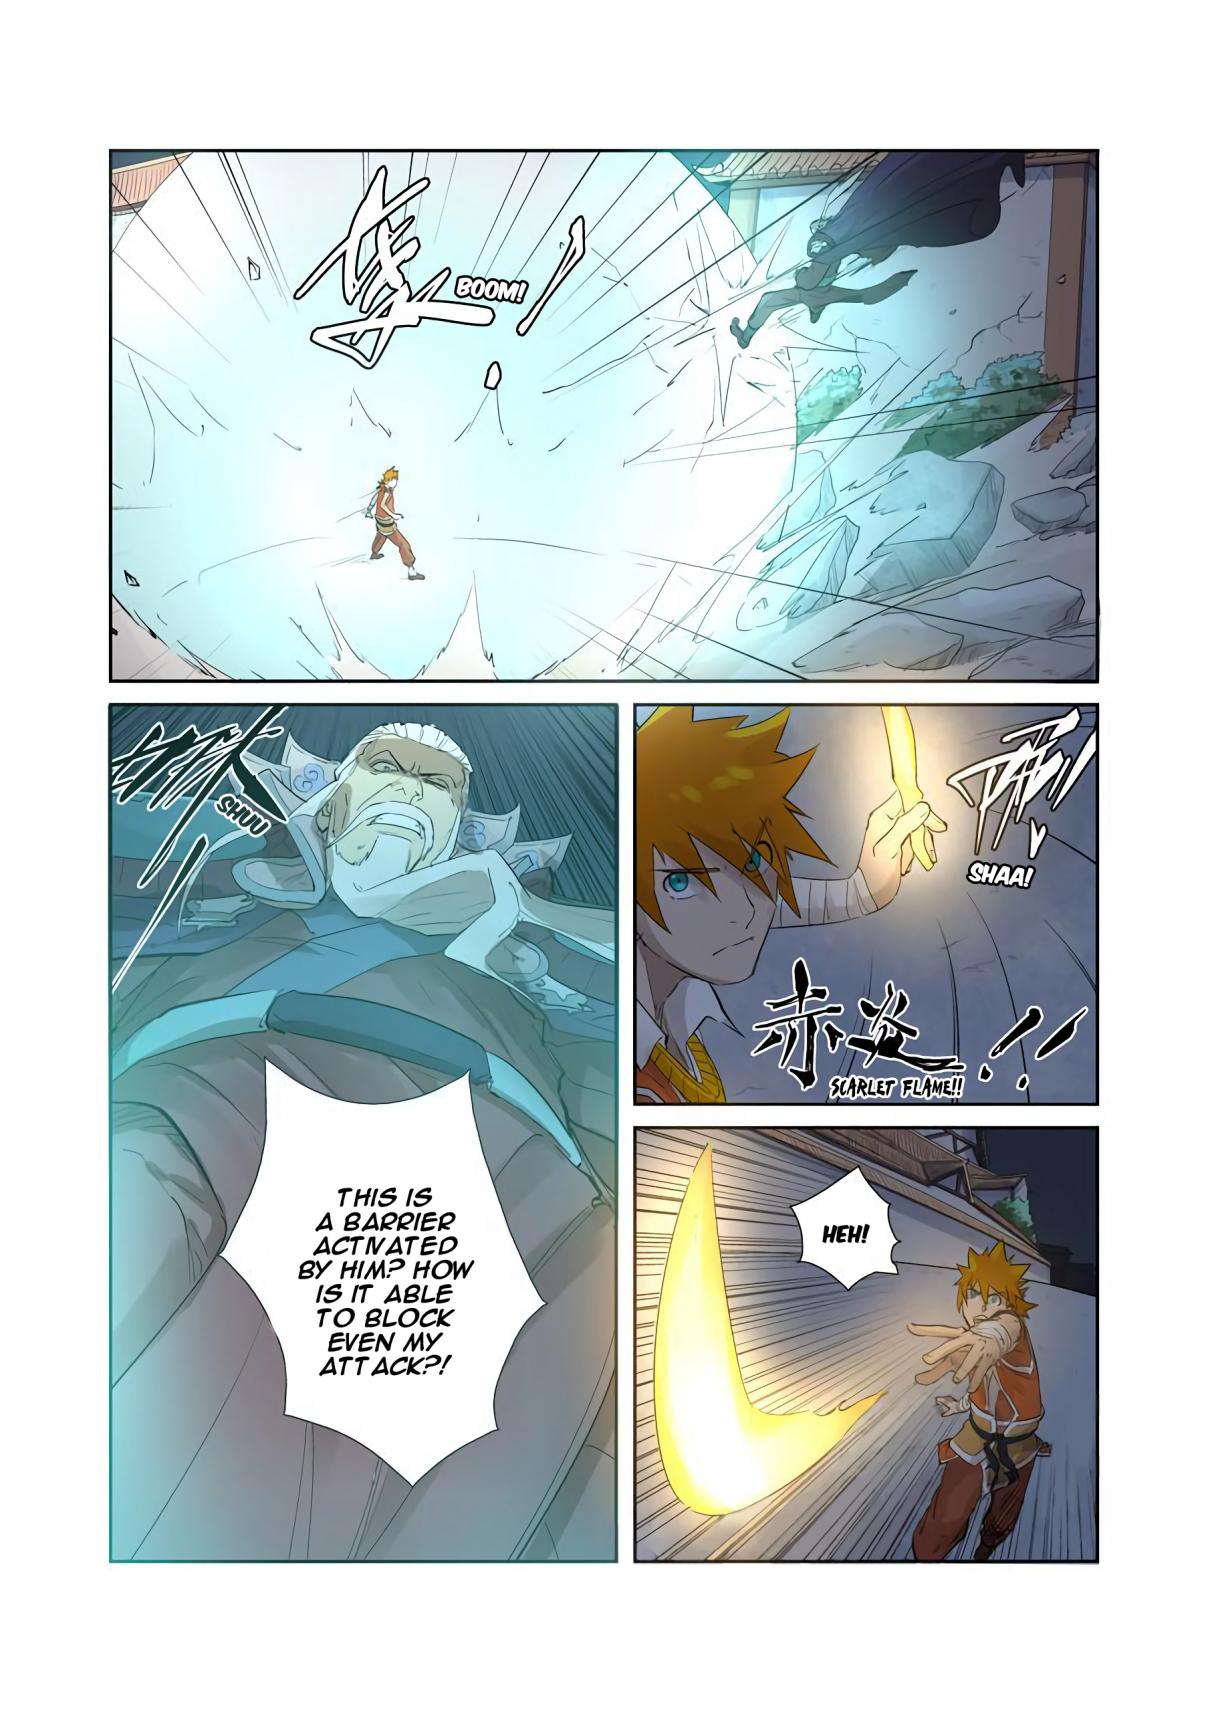 BOOM!
SHUU
THIS IS
A BARRIER
ACTIVATED
BY HIM? HOW
IS IT ABLE
TO BLOCK
EVEN MY
ATTACK?!
SHAA!
赤炎!!
SCARLET FLAME!!
HEH!